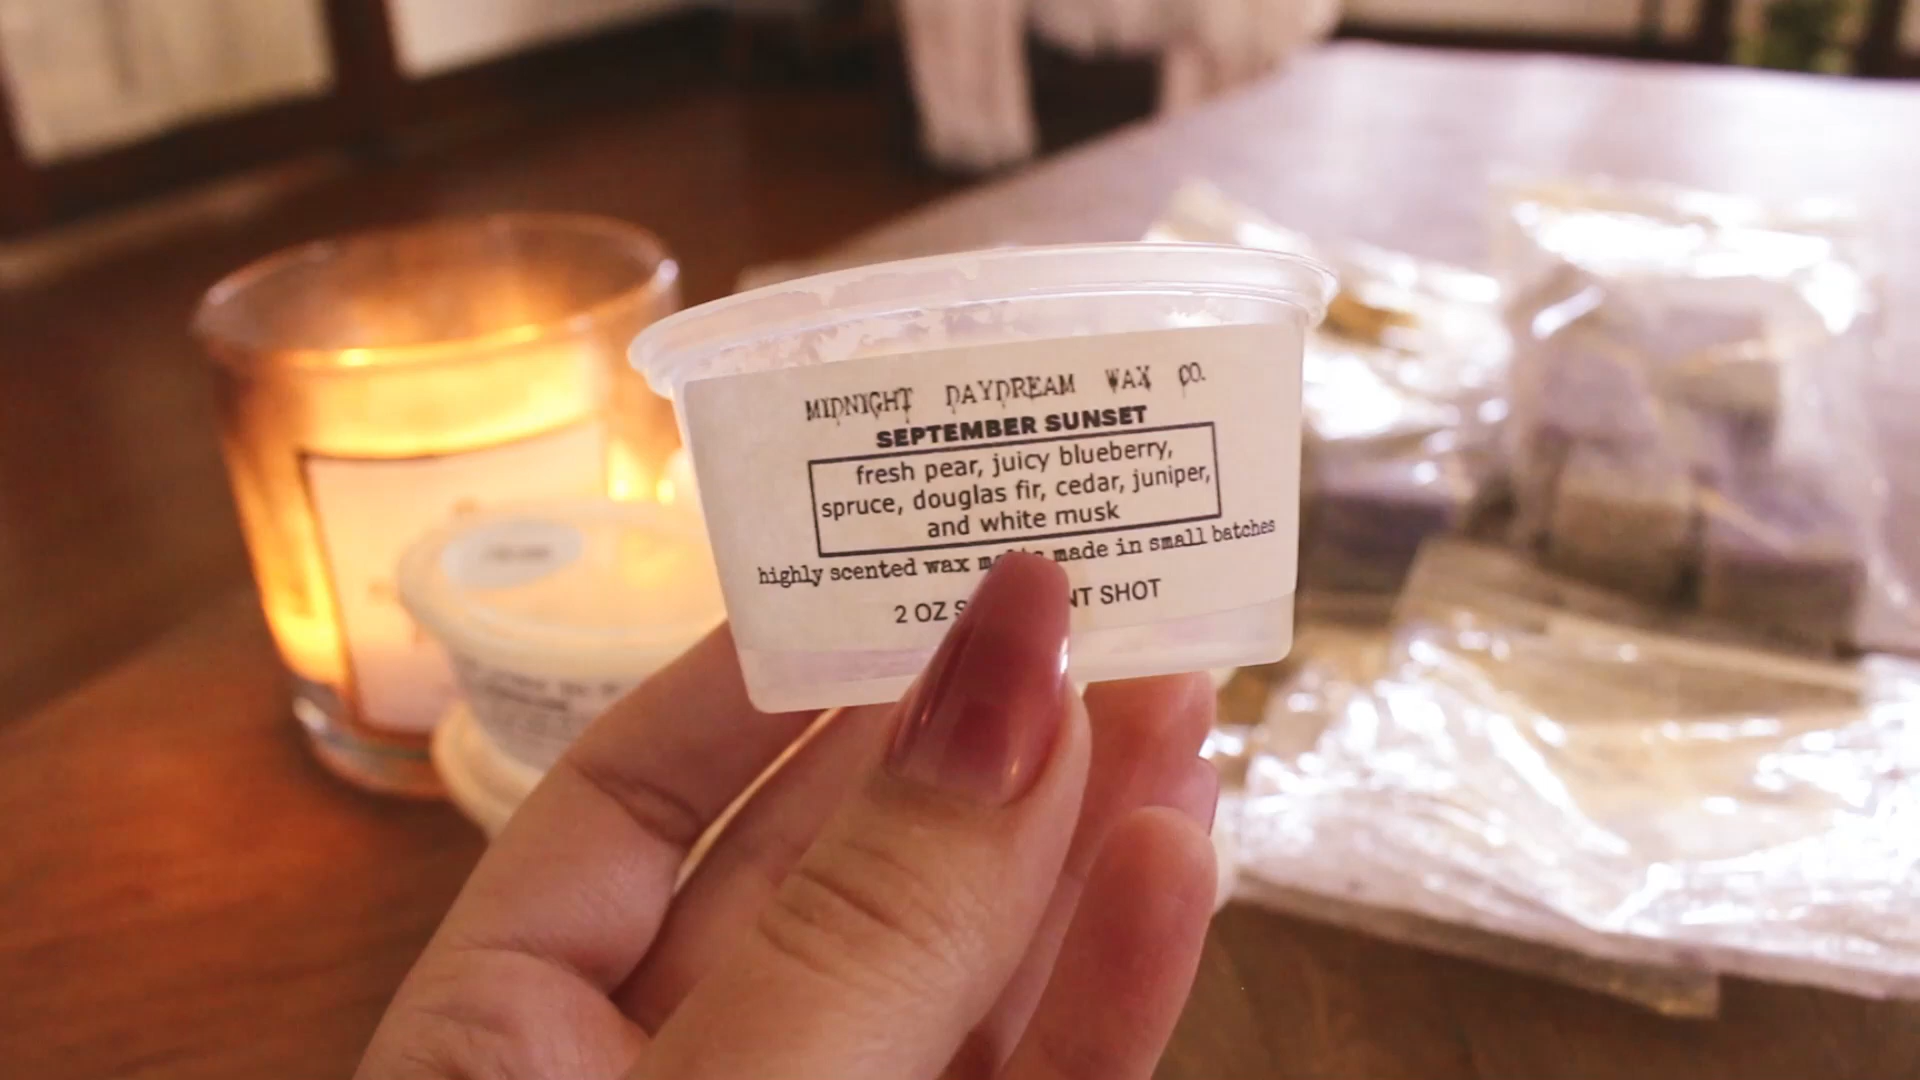 MIDNIGHT DAYDREAM WAX CO.
SEPTEMBER SUNSET
fresh pear, juicy blueberry,
spruce, douglas fir, cedar, juniper,
and white musk
highly scented wax made in small batches
2 OZ SHOT